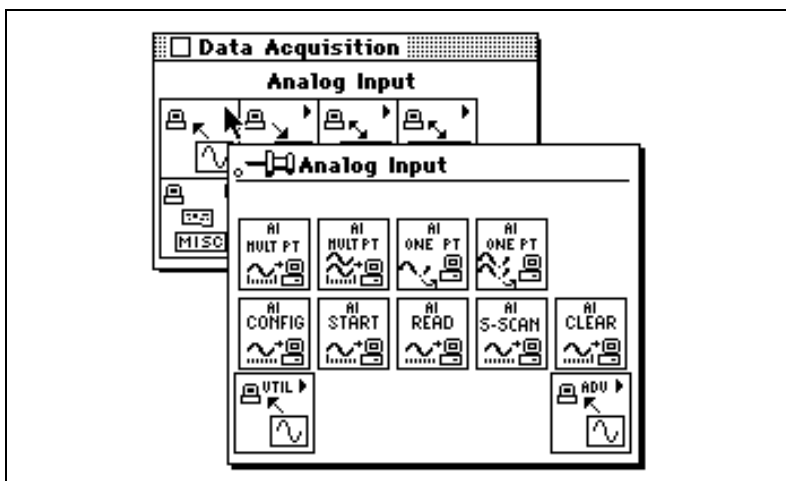 Data Acquisition
Analog Input
MISC
Analog Input
AI MULT PT
AI MULT PT
AI ONE PT
AI ONE PT
AI CONFIG
AI START
AI READ
AI S-SCAN
AI CLEAR
UTIL
ADV